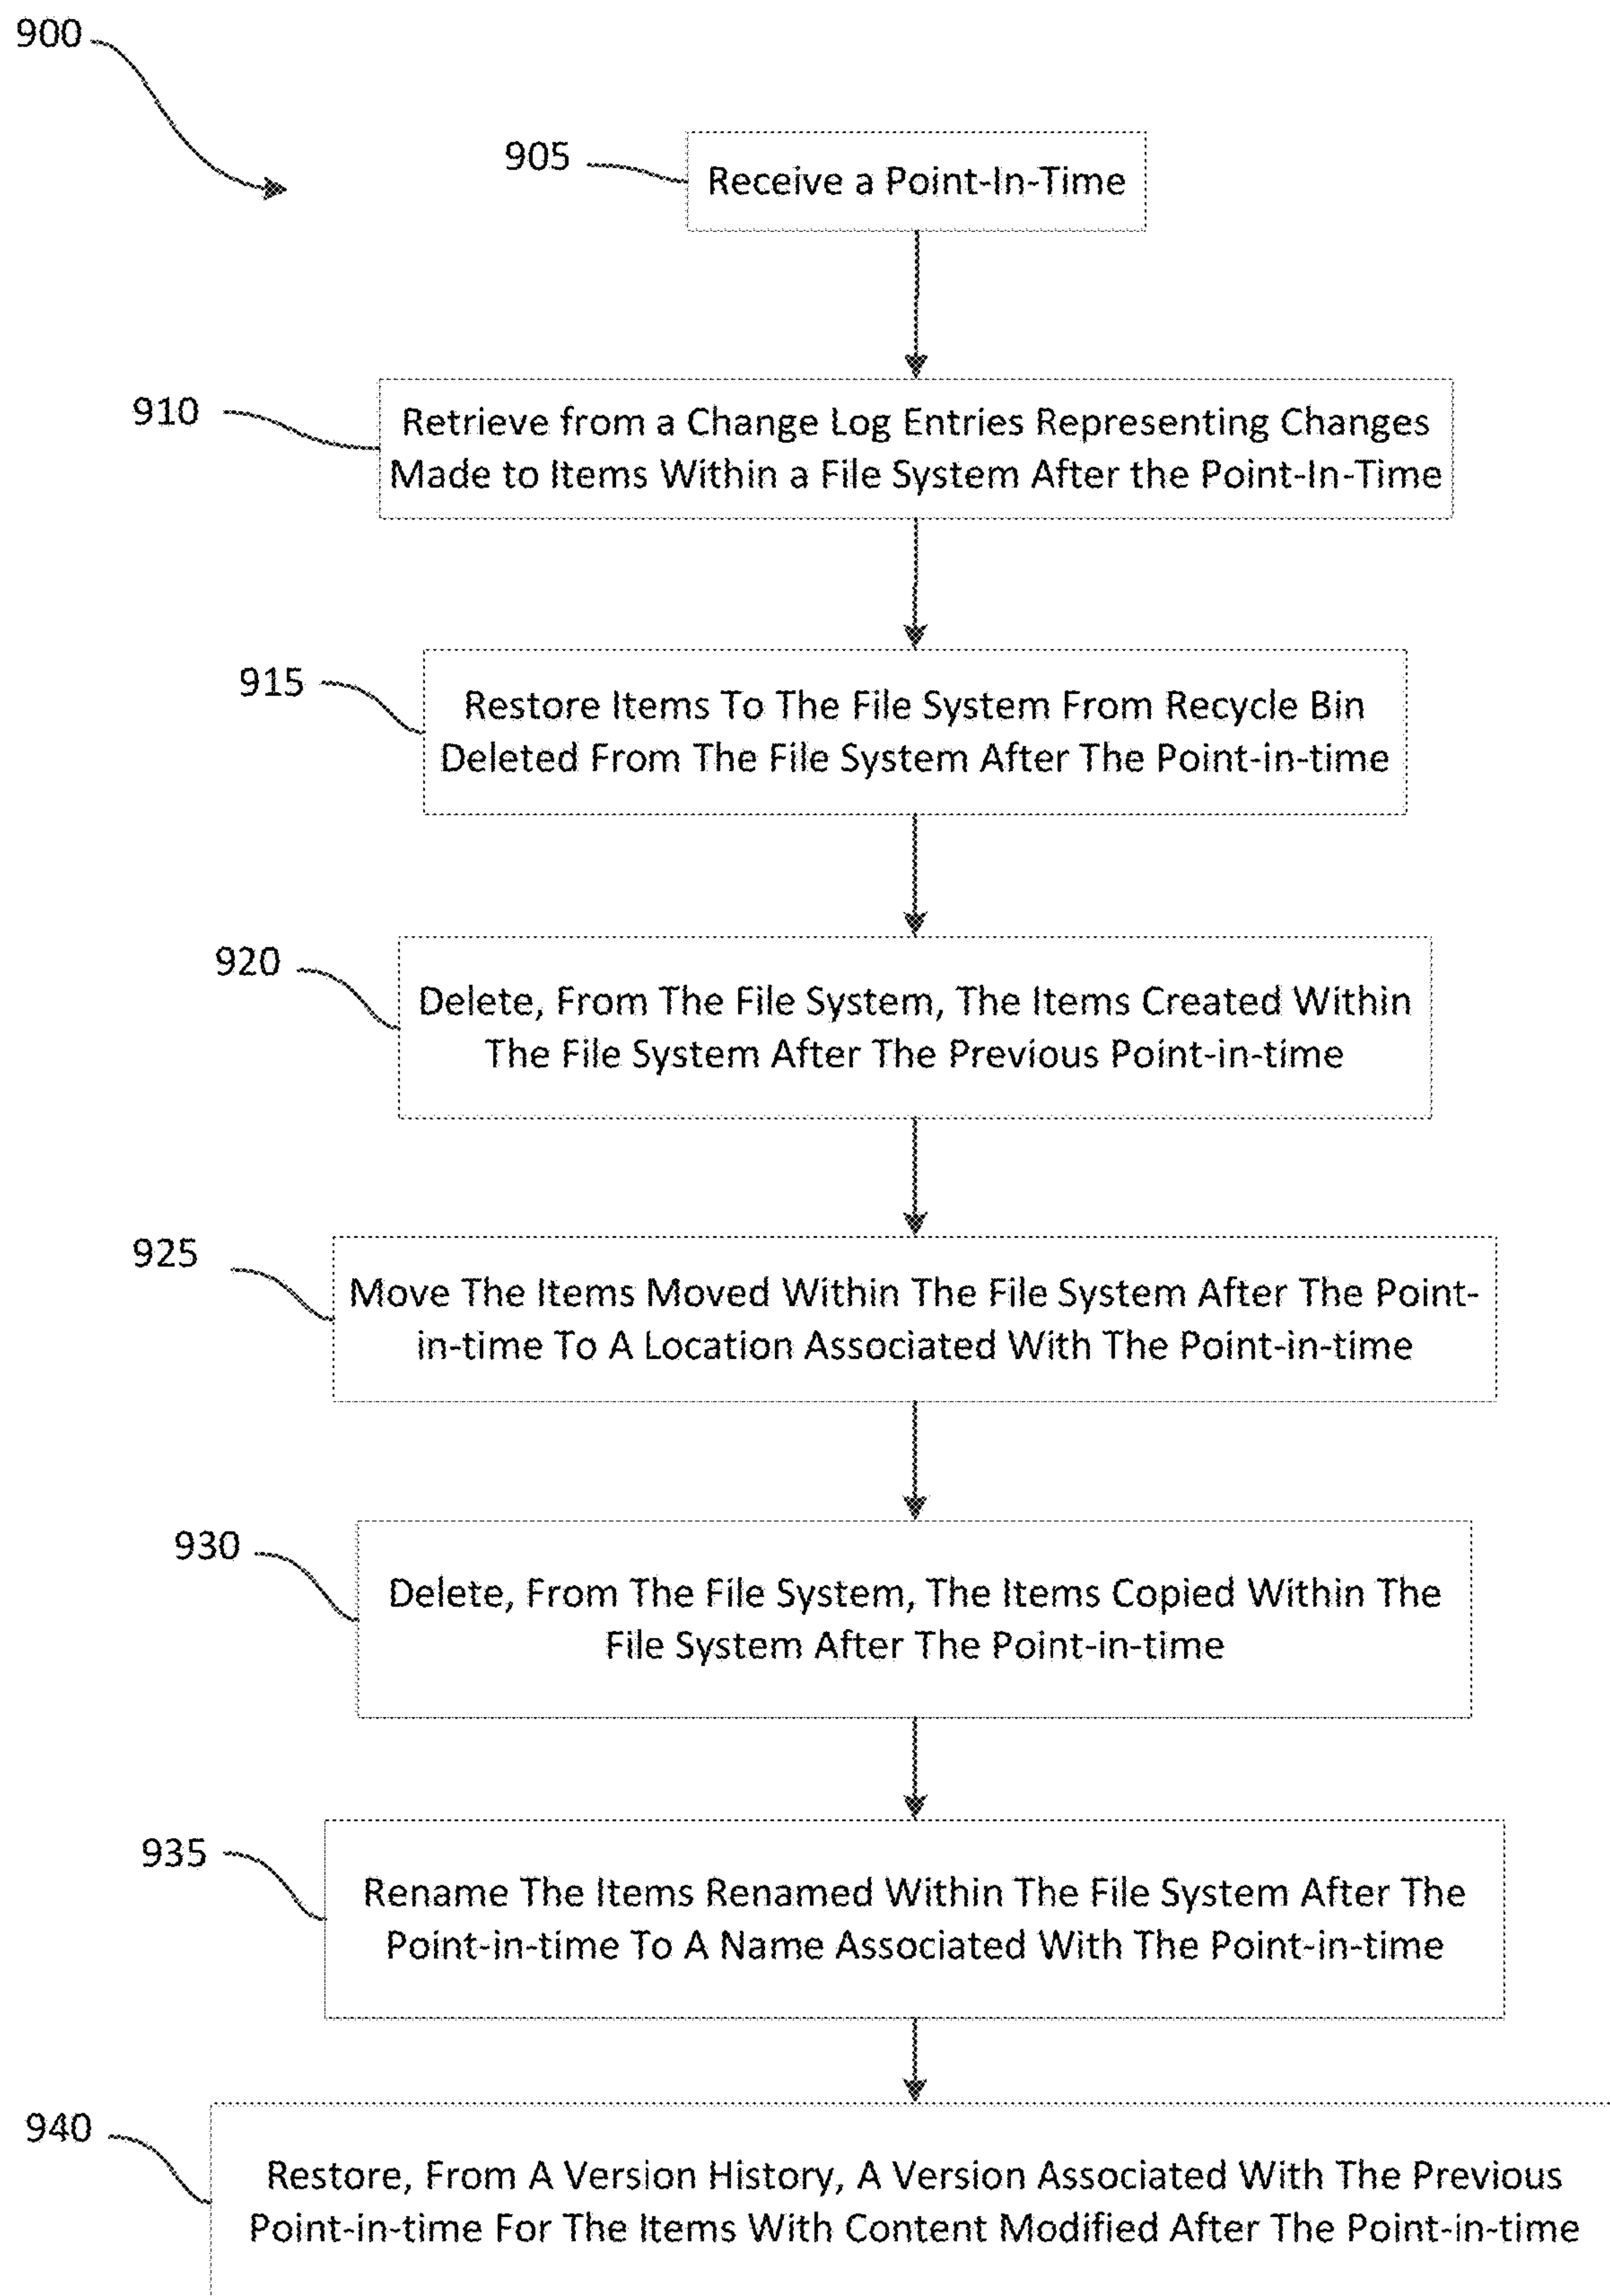 900
905
Receive a Point-In-Time
910
Retrieve from a Change Log Entries Representing Changes
Made to Items Within a File System After the Point-In-Time
915
Restore Items To The File System From Recycle Bin
Deleted From The File System After The Point-in-time
920
Delete, From The File System, The Items Created Within
The File System After The Previous Point-in-time
925
Move The Items Moved Within The File System After The Point-
in-time To A Location Associated With The Point-in-time
930
Delete, From The File System, The Items Copied Within The
File System After The Point-in-time
935
Rename The Items Renamed Within The File System After The
Point-in-time To A Name Associated With The Point-in-time
940
Restore, From A Version History, A Version Associated With The Previous
Point-in-time For The Items With Content Modified After The Point-in-time